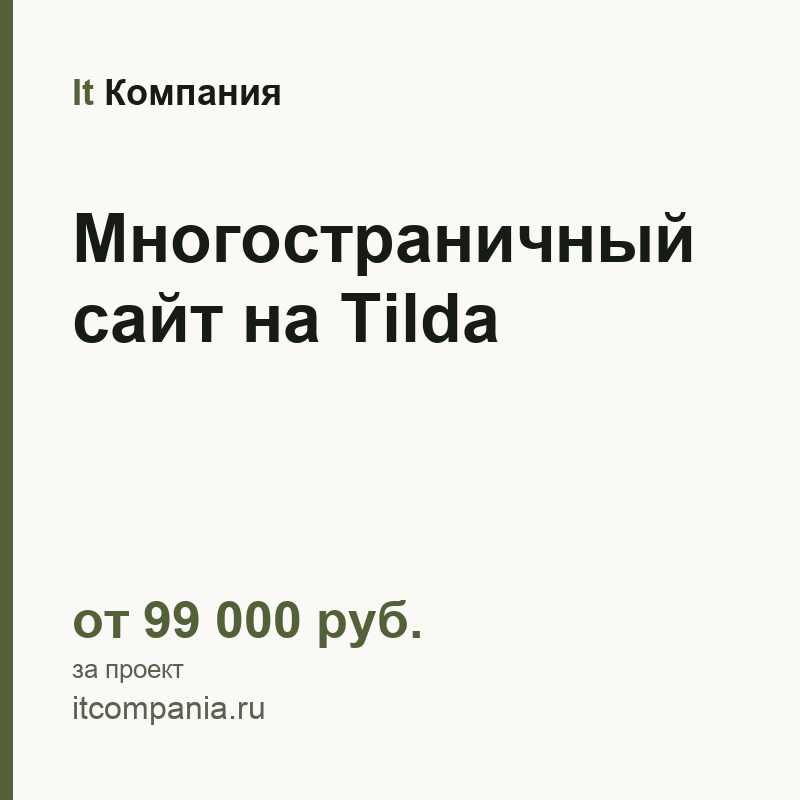 It Компания
Многостраничный
сайт на Tilda
от 99 000 руб.
за проект
itcompania.ru